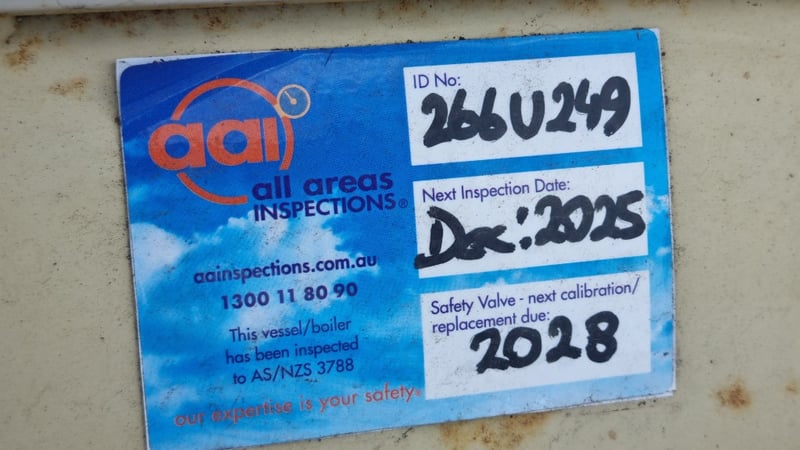 aai
all areas
INSPECTIONS®
aainspections.com.au
1300 11 80 90
This vessel/boiler
has been inspected
to AS/NZS 3788
our expertise is your safety.
ID No:
266U249
Next Inspection Date:
Dec: 2025
Safety Valve - next calibration/
replacement due:
2028